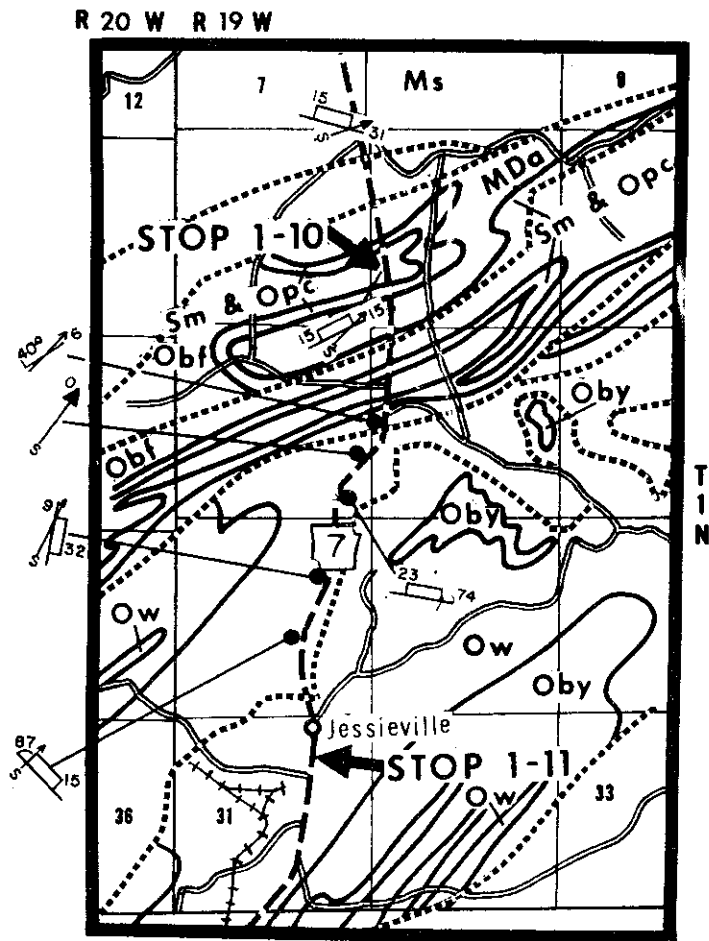 R 20 W R 19 W
12
7
Ms
8
15
S
31
MDa
Sm & Opc
STOP 1-10
Sm & Opc
15
15
S
40°
6
Obf
O
S
Oby
Obf
T1N
9
S
32
Oby
7
23
74
Ow
Ow
Oby
Jessieville
87
S
15
STOP 1-11
Ow
36
31
33